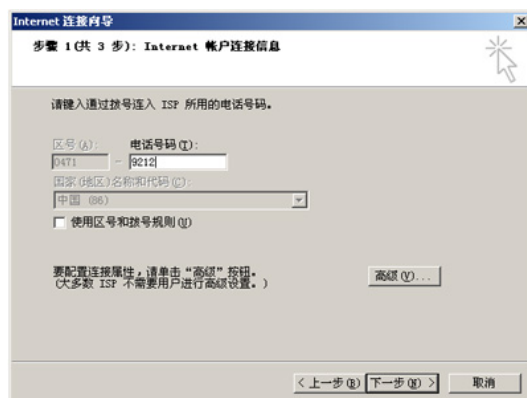 Internet 连接向导
步骤 1(共 3 步): Internet 帐户连接信息
请键入通过拨号连入 ISP 所用的电话号码。
区号(A): 电话号码(T):
0471 - 9212
国家(地区)名称和代码(C):
中国 (86)
使用区号和拨号规则(U)
要配置连接属性，请单击“高级”按钮。
(大多数 ISP 不需要用户进行高级设置。)
高级(V)...
< 上一步(B) 下一步(N) > 取消